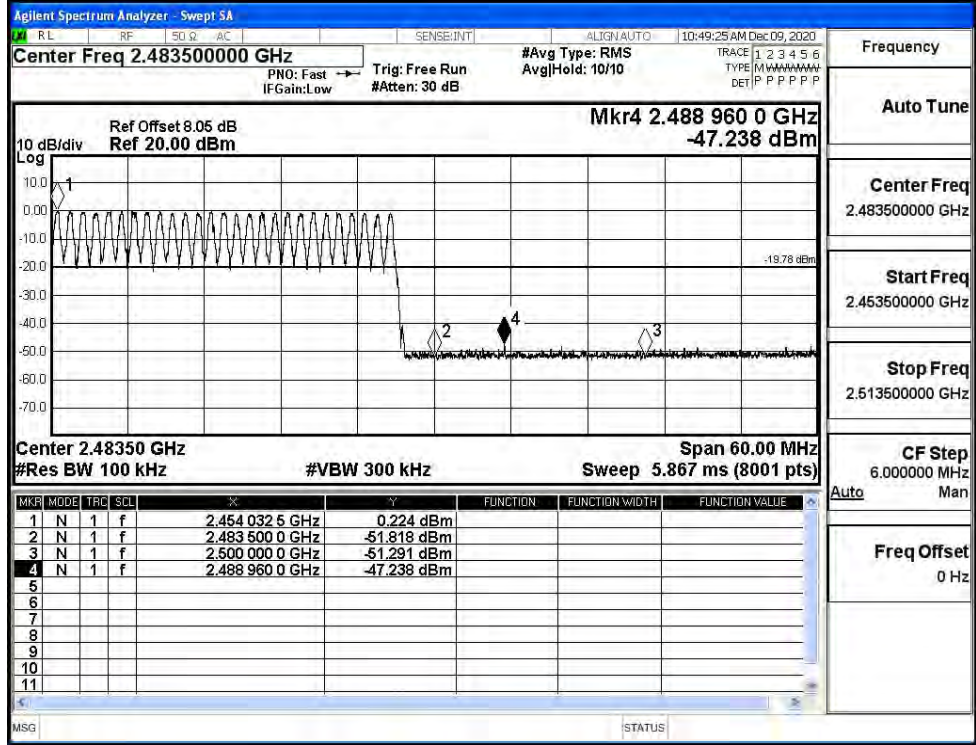 Agilent Spectrum Analyzer - Swept SA
RL RF 50 Ω AC SENSE:INT ALIGN AUTO 10:49:25 AM Dec 09, 2020
Center Freq 2.483500000 GHz
PNO: Fast
IFGain:Low
Trig: Free Run
#Atten: 30 dB
#Avg Type: RMS
Avg|Hold: 10/10
TRACE 1 2 3 4 5 6
TYPE M
DET P P P P P P
Frequency
Auto Tune
Center Freq
2.483500000 GHz
Start Freq
2.453500000 GHz
Stop Freq
2.513500000 GHz
CF Step
6.000000 MHz
Auto Man
Freq Offset
0 Hz
Mkr4 2.488 960 0 GHz
-47.238 dBm
Ref Offset 8.05 dB
10 dB/div Ref 20.00 dBm
Log
10.0
0.00
-10.0
-20.0
-30.0
-40.0
-50.0
-60.0
-70.0
1
2
4
3
-19.78 dBm
Center 2.48350 GHz Span 60.00 MHz
#Res BW 100 kHz #VBW 300 kHz Sweep 5.867 ms (8001 pts)
MKR MODE TRC SCL X Y FUNCTION FUNCTION WIDTH FUNCTION VALUE
1 N 1 f 2.454 032 5 GHz 0.224 dBm
2 N 1 f 2.483 500 0 GHz -51.818 dBm
3 N 1 f 2.500 000 0 GHz -51.291 dBm
4 N 1 f 2.488 960 0 GHz -47.238 dBm
5
6
7
8
9
10
11
MSG STATUS